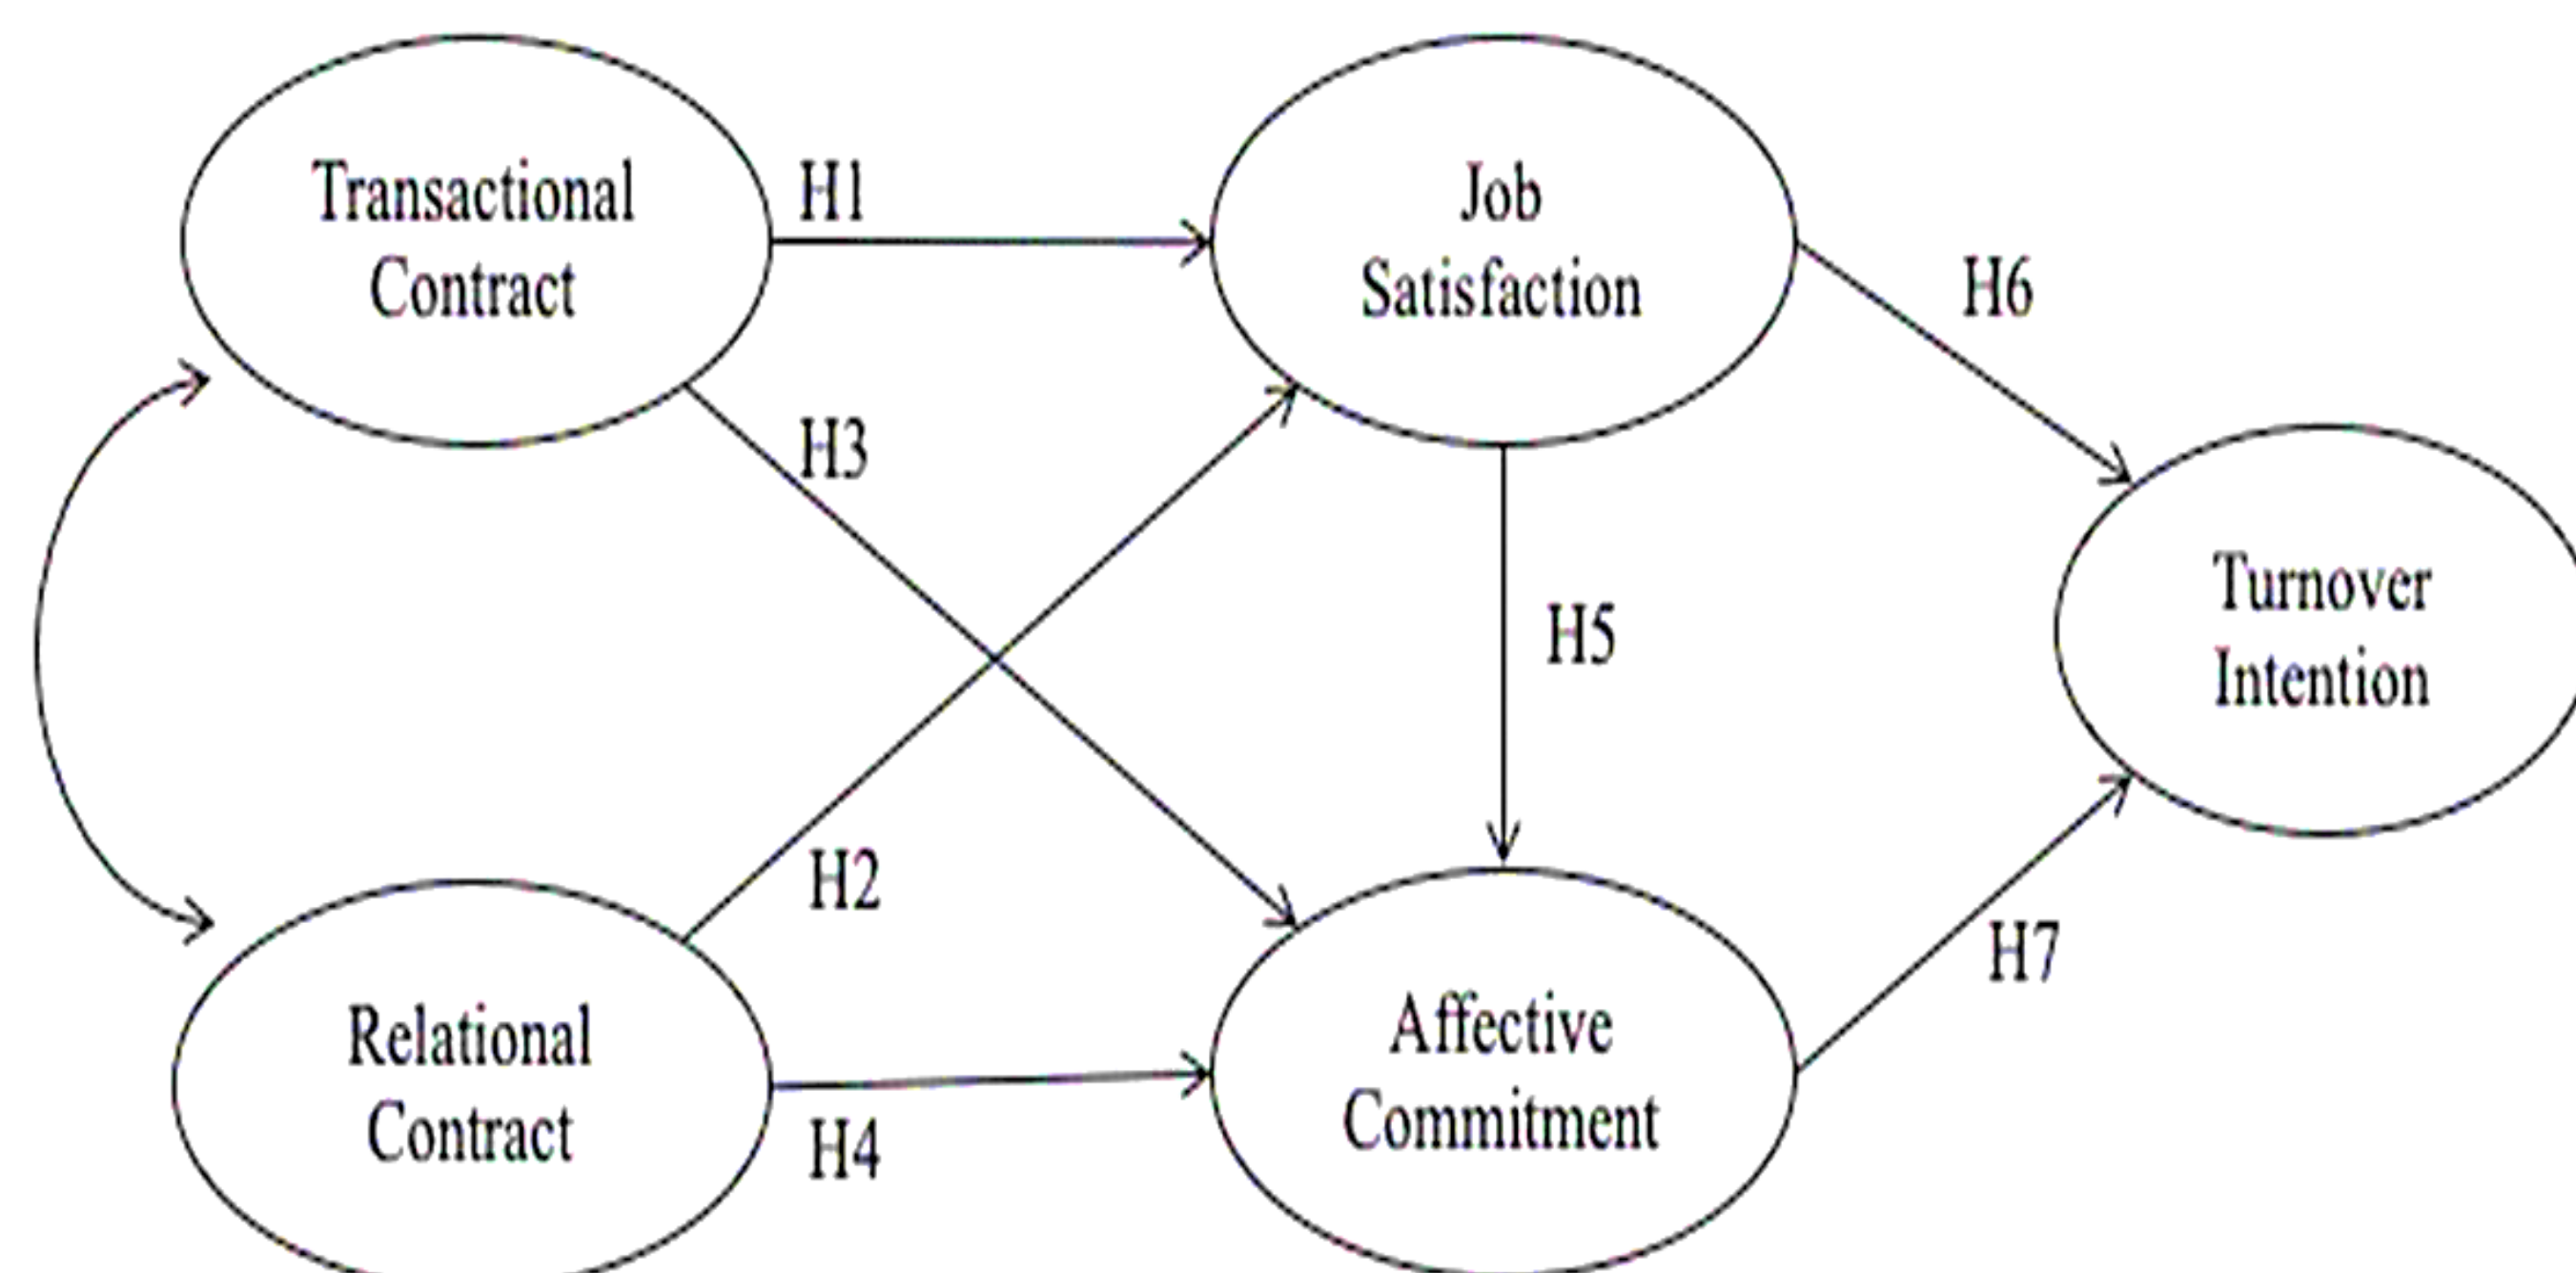 Transactional
Contract
H1
Job
Satisfaction
H6
H3
H5
Turnover
Intention
H2
H7
Relational
Contract
H4
Affective
Commitment